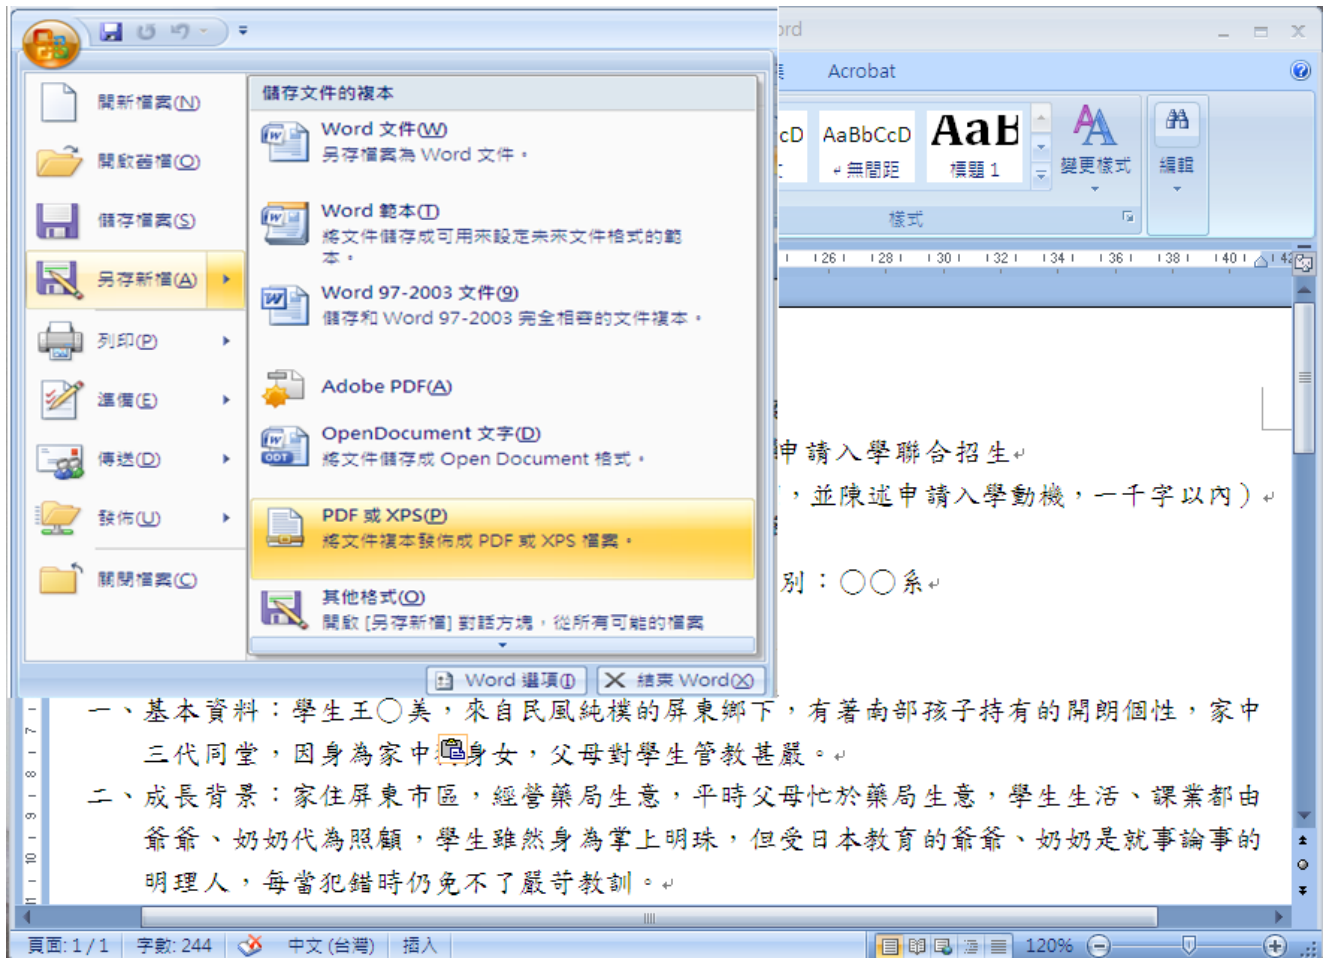 ord
Acrobat
開新檔案(N)
開啟舊檔(O)
儲存檔案(S)
另存新檔(A)
列印(P)
準備(E)
傳送(D)
發佈(U)
關閉檔案(C)
儲存文件的複本
Word 文件(W)
另存檔案為 Word 文件。
Word 範本(T)
將文件儲存成可用來設定未來文件格式的範
本。
Word 97-2003 文件(9)
儲存和 Word 97-2003 完全相容的文件複本。
Adobe PDF(A)
OpenDocument 文字(D)
將文件儲存成 Open Document 格式。
PDF 或 XPS(P)
將文件複本發佈成 PDF 或 XPS 檔案。
其他格式(O)
開啟 [另存新檔] 對話方塊，從所有可能的檔案
Word 選項(I)
結束 Word(X)
cD
AaBbCcD
無間距
AaB
標題 1
變更樣式
編輯
樣式
26 28 30 32 34 36 38 40 42
申請入學聯合招生
，並陳述申請入學動機，一千字以內）
別：○○系
一、基本資料：學生王○美，來自民風純樸的屏東鄉下，有著南部孩子持有的開朗個性，家中
三代同堂，因身為家中 身女，父母對學生管教甚嚴。
二、成長背景：家住屏東市區，經營藥局生意，平時父母忙於藥局生意，學生生活、課業都由
爺爺、奶奶代為照顧，學生雖然身為掌上明珠，但受日本教育的爺爺、奶奶是就事論事的
明理人，每當犯錯時仍免不了嚴苛教訓。
7
8
9
10
11
頁面: 1 / 1 字數: 244 中文 (台灣) 插入 120%